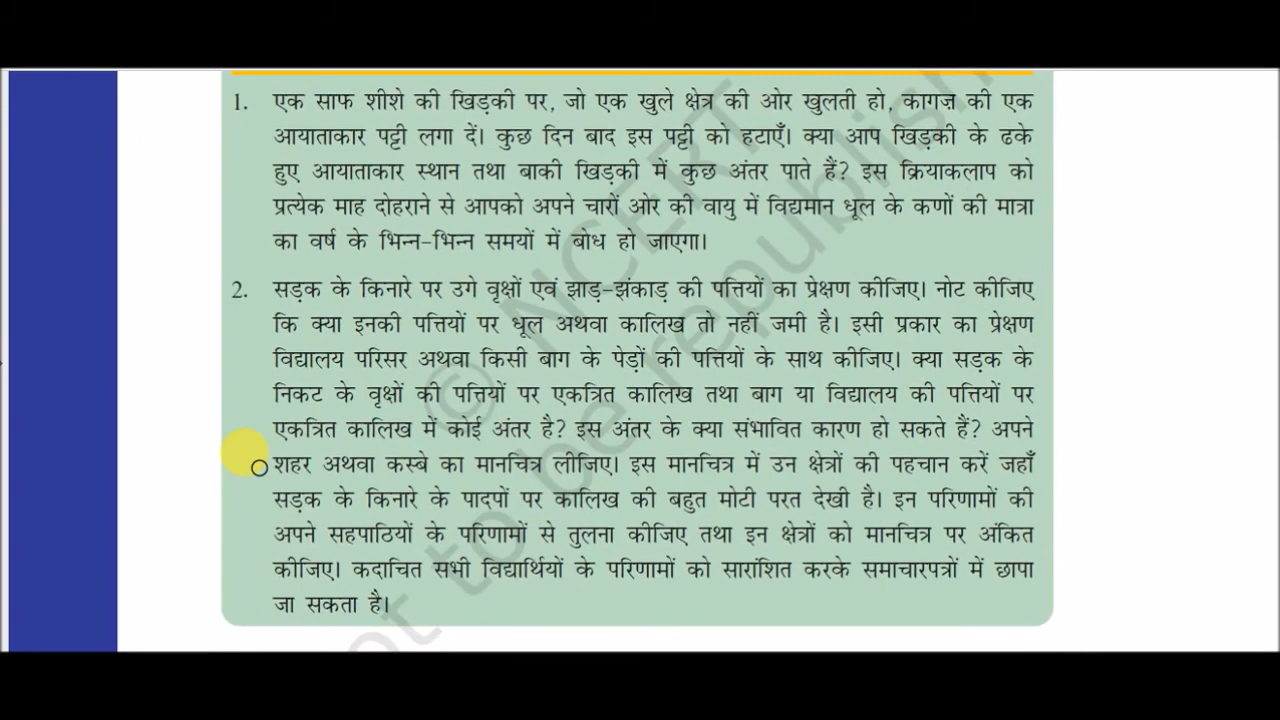 1. एक साफ शीशे की खिड़की पर, जो एक खुले क्षेत्र की ओर खुलती हो, कागज़ की एक
आयाताकार पट्टी लगा दें। कुछ दिन बाद इस पट्टी को हटाएँ। क्या आप खिड़की के ढके
हुए आयाताकार स्थान तथा बाकी खिड़की में कुछ अंतर पाते हैं? इस क्रियाकलाप को
प्रत्येक माह दोहराने से आपको अपने चारों ओर की वायु में विद्यमान धूल के कणों की मात्रा
का वर्ष के भिन्न-भिन्न समयों में बोध हो जाएगा।
2. सड़क के किनारे पर उगे वृक्षों एवं झाड़-झंकाड़ की पत्तियों का प्रेक्षण कीजिए। नोट कीजिए
कि क्या इनकी पत्तियों पर धूल अथवा कालिख तो नहीं जमी है। इसी प्रकार का प्रेक्षण
विद्यालय परिसर अथवा किसी बाग के पेड़ों की पत्तियों के साथ कीजिए। क्या सड़क के
निकट के वृक्षों की पत्तियों पर एकत्रित कालिख तथा बाग या विद्यालय की पत्तियों पर
एकत्रित कालिख में कोई अंतर है? इस अंतर के क्या संभावित कारण हो सकते हैं? अपने
शहर अथवा कस्बे का मानचित्र लीजिए। इस मानचित्र में उन क्षेत्रों की पहचान करें जहाँ
सड़क के किनारे के पादपों पर कालिख की बहुत मोटी परत देखी है। इन परिणामों की
अपने सहपाठियों के परिणामों से तुलना कीजिए तथा इन क्षेत्रों को मानचित्र पर अंकित
कीजिए। कदाचित सभी विद्यार्थियों के परिणामों को सारांशित करके समाचारपत्रों में छापा
जा सकता है।
© NCERT
not to be republish